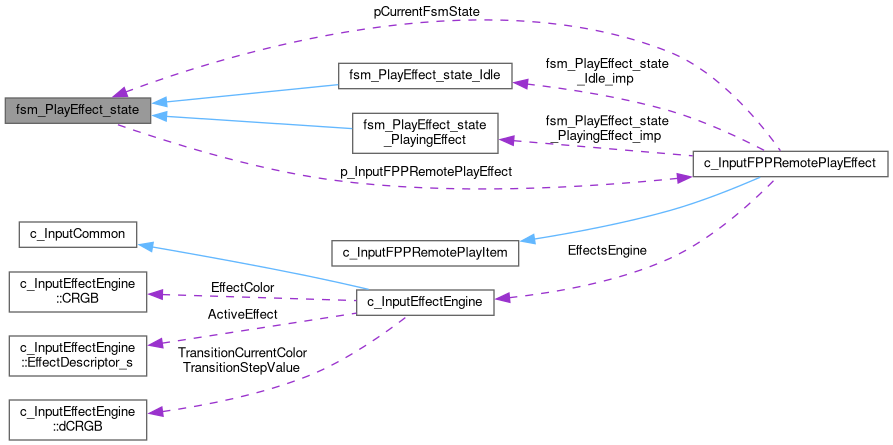 pCurrentFsmState
fsm_PlayEffect_state
_Idle_imp
fsm_PlayEffect_state_Idle
fsm_PlayEffect_state
fsm_PlayEffect_state
_PlayingEffect
fsm_PlayEffect_state
_PlayingEffect_imp
c_InputFPPRemotePlayEffect
p_InputFPPRemotePlayEffect
c_InputCommon
c_InputFPPRemotePlayItem
EffectsEngine
c_InputEffectEngine
::CRGB
EffectColor
c_InputEffectEngine
ActiveEffect
c_InputEffectEngine
::EffectDescriptor_s
TransitionCurrentColor
TransitionStepValue
c_InputEffectEngine
::dCRGB